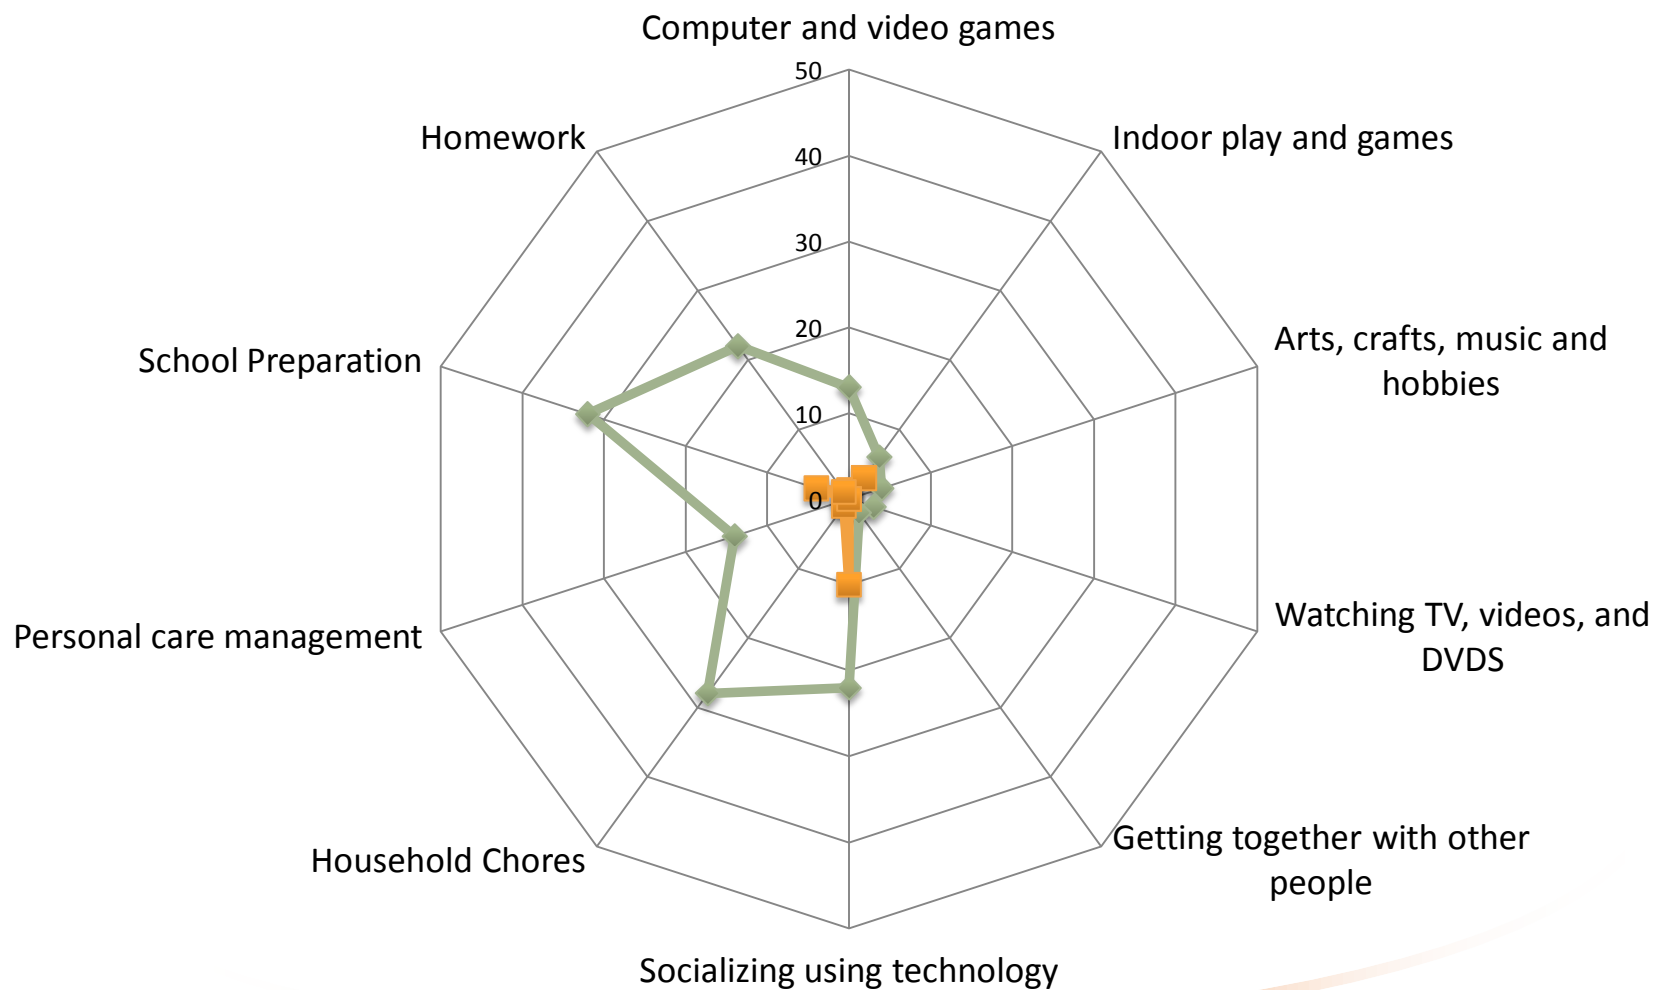 Computer and video games
50
Homework
Indoor play and games
40
30
20
Arts, crafts, music and
hobbies
School Preparation
10
0
Watching TV, videos, and
DVDS
Personal care management
Getting together with other
people
Household Chores
Socializing using technology